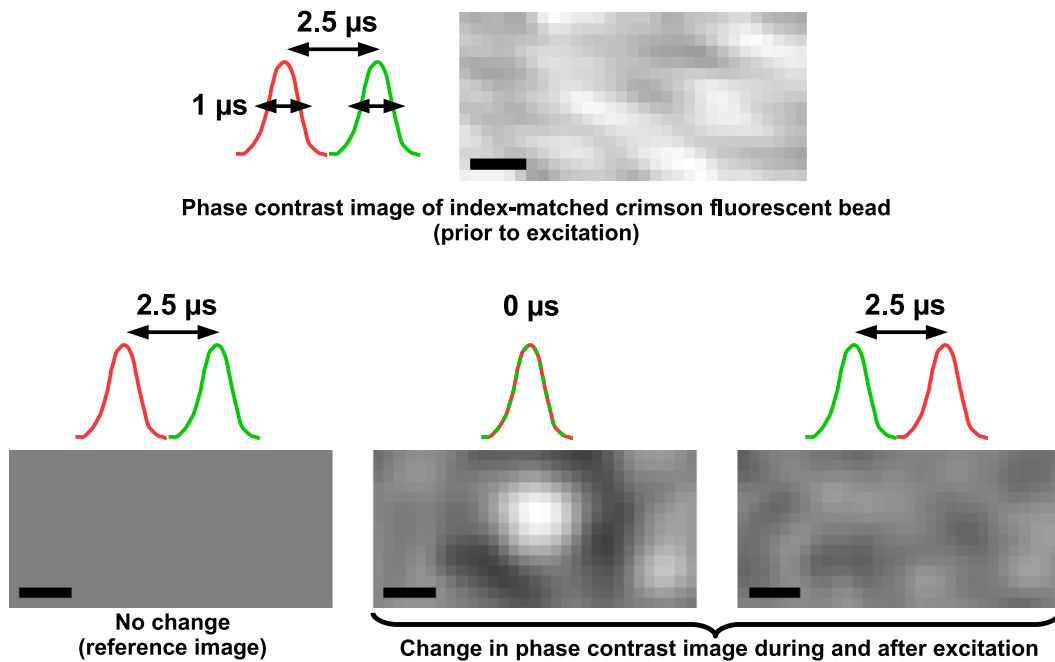 2.5 µs
1 µs
Phase contrast image of index-matched crimson fluorescent bead
(prior to excitation)
2.5 µs
0 µs
2.5 µs
No change
(reference image)
Change in phase contrast image during and after excitation